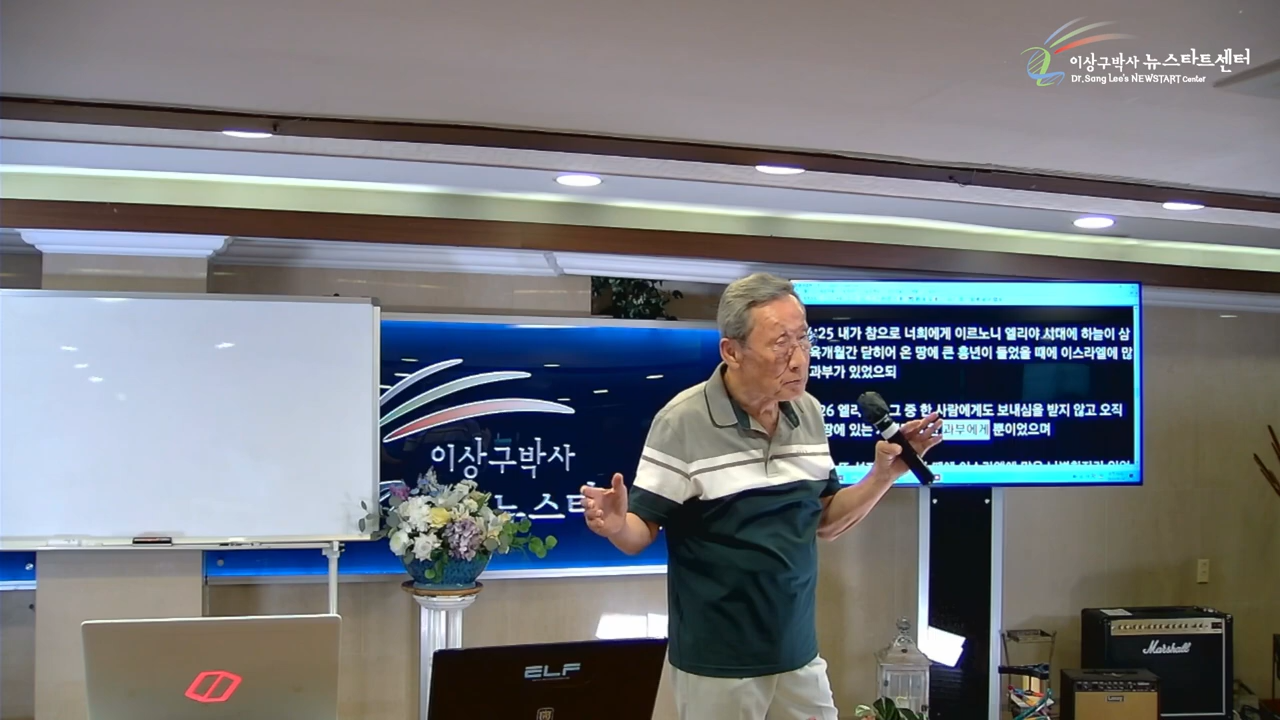 이상구박사 뉴스타트센터
Dr. Sang Lee's NEWSTART Center
:25 내가 참으로 너희에게 이르노니 엘리야 시대에 하늘이 삼
육개월간 닫히어 온 땅에 큰 흉년이 들었을 때에 이스라엘에 많
과부가 있었으되
26 엘리 그 중 한 사람에게도 보내심을 받지 않고 오직
땅에 있는 과부에게 뿐이었으며
이상구박사
뉴스타
ELF
Marshall
Laney